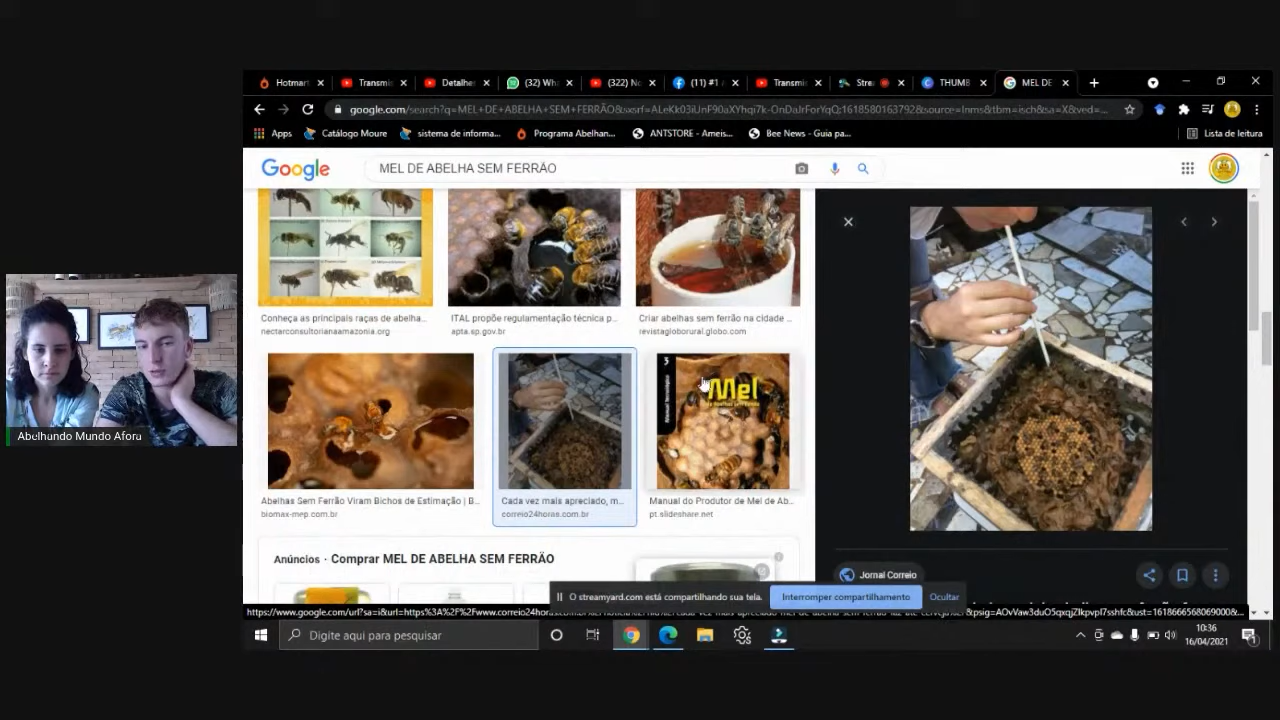 Hotmart
Transmis
Detalhe
(32) Wha
(322) No
(11) #1
Transmis
Stre
THUMB
MEL DE
google.com/search?q=MEL+DE+ABELHA+SEM+FERRÃO
Apps
Catálogo Moure
sistema de informa...
Programa Abelhan...
ANTSTORE - Ameis...
Bee News - Guia pa...
Lista de leitura
Google
MEL DE ABELHA SEM FERRÃO
Conheça as principais raças de abelha...
nectarconsultoriaamazonia.org
ITAL propõe regulamentação técnica p...
apta.sp.gov.br
Criar abelhas sem ferrão na cidade ...
revistagloborural.globo.com
Mel
Abelhundo Mundo Aforu
Abelhas Sem Ferrão Viram Bichos de Estimação | B...
biomax-mep.com.br
Cada vez mais apreciado, m...
correio24horas.com.br
Manual do Produtor de Mel de Ab...
pt.slideshare.net
Anúncios · Comprar MEL DE ABELHA SEM FERRÃO
Jornal Correio
O streamyard.com está compartilhando sua tela.
Interromper compartilhamento
Ocultar
Digite aqui para pesquisar
10:36
16/04/2021